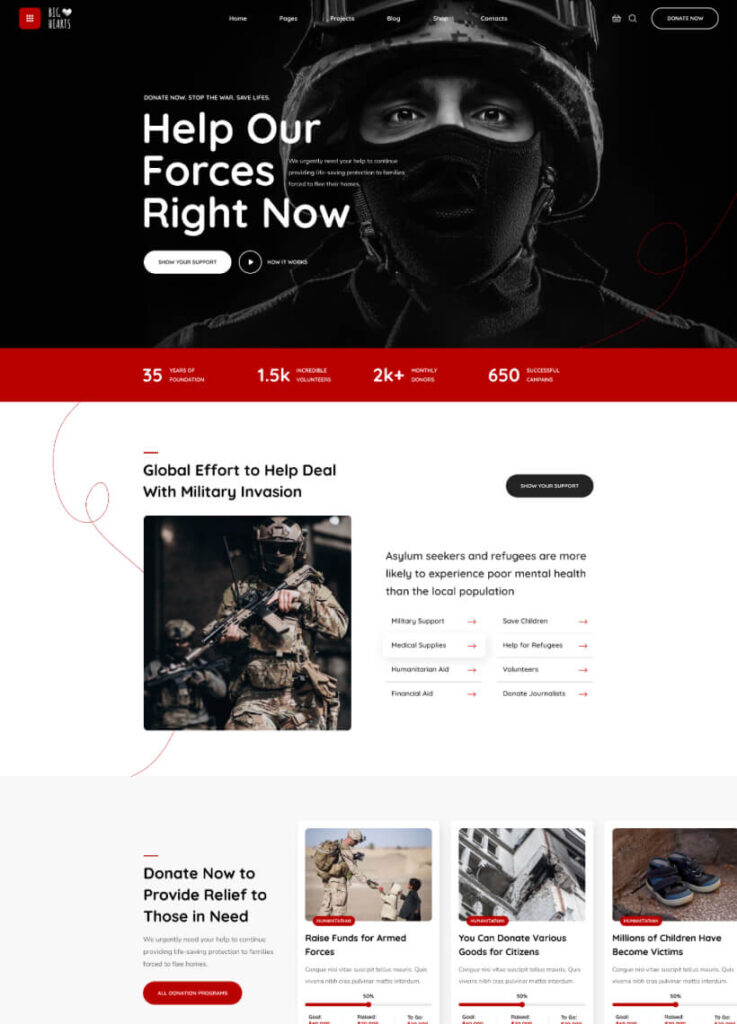 BIG
HEARTS
Home
Pages
Projects
Blog
Shop
Contacts
DONATE NOW
DONATE NOW. STOP THE WAR. SAVE LIFES.
Help Our
Forces
Right Now
We urgently need your help to continue
providing life-saving protection to families
forced to flee their homes.
SHOW YOUR SUPPORT
HOW IT WORKS
35
YEARS OF
FOUNDATION
1.5k
INCREDIBLE
VOLUNTEERS
2k+
MONTHLY
DONORS
650
SUCCESSFUL
CAMPAINS
Global Effort to Help Deal
With Military Invasion
SHOW YOUR SUPPORT
Asylum seekers and refugees are more
likely to experience poor mental health
than the local population
Military Support
Save Children
Medical Supplies
Help for Refugees
Humanitarian Aid
Volunteers
Financial Aid
Donate Journalists
Donate Now to
Provide Relief to
Those in Need
We urgently need your help to continue
providing life-saving protection to families
forced to flee homes.
ALL DONATION PROGRAMS
HUMANITARIAN
Raise Funds for Armed
Forces
Congue nisi vitae suscipit tellus mauris. Quis
viverra nibh cras pulvinar mattis interdum.
50%
Goal:
Raised:
To Go:
HUMANITARIAN
You Can Donate Various
Goods for Citizens
Congue nisi vitae suscipit tellus mauris. Quis
viverra nibh cras pulvinar mattis interdum.
50%
Goal:
Raised:
To Go:
HUMANITARIAN
Millions of Children Have
Become Victims
Congue nisi vitae suscipit tellus mauris. Quis
viverra nibh cras pulvinar mattis interdum.
50%
Goal:
Raised:
To Go: